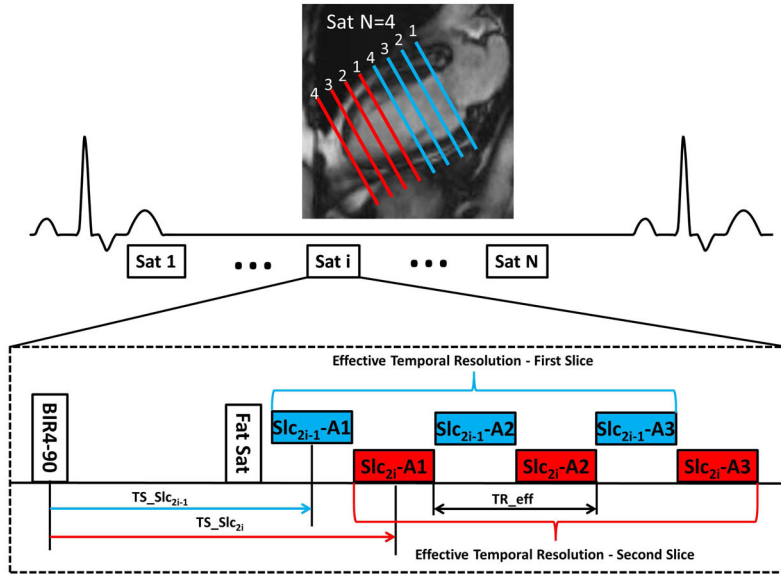 Sat N=4
1
2
3
4
1
2
3
4
Sat 1
Sat i
Sat N
Effective Temporal Resolution - First Slice
BIR4-90
Fat Sat
Slc2i-1-A1
Slc2i-1-A2
Slc2i-1-A3
Slc2i-A1
Slc2i-A2
Slc2i-A3
TS_Slc2i-1
TR_eff
TS_Slc2i
Effective Temporal Resolution - Second Slice